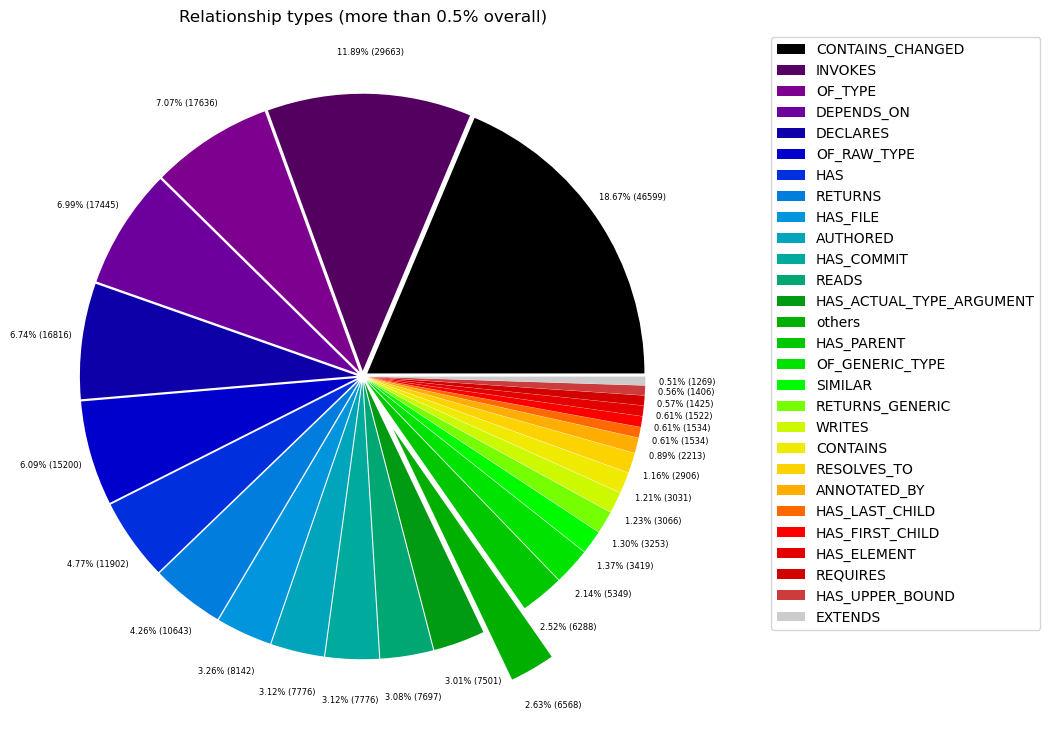 Relationship types (more than 0.5% overall)
11.89% (29663)
7.07% (17636)
18.67% (46599)
6.99% (17445)
6.74% (16816)
6.09% (15200)
4.77% (11902)
4.26% (10643)
3.26% (8142)
3.12% (7776)
3.12% (7776)
3.08% (7697)
3.01% (7501)
2.63% (6568)
2.52% (6288)
2.14% (5349)
1.37% (3419)
1.30% (3253)
1.23% (3066)
1.21% (3031)
1.16% (2906)
0.89% (2213)
0.61% (1534)
0.61% (1534)
0.61% (1522)
0.57% (1425)
0.56% (1406)
0.51% (1269)
CONTAINS_CHANGED
INVOKES
OF_TYPE
DEPENDS_ON
DECLARES
OF_RAW_TYPE
HAS
RETURNS
HAS_FILE
AUTHORED
HAS_COMMIT
READS
HAS_ACTUAL_TYPE_ARGUMENT
others
HAS_PARENT
OF_GENERIC_TYPE
SIMILAR
RETURNS_GENERIC
WRITES
CONTAINS
RESOLVES_TO
ANNOTATED_BY
HAS_LAST_CHILD
HAS_FIRST_CHILD
HAS_ELEMENT
REQUIRES
HAS_UPPER_BOUND
EXTENDS